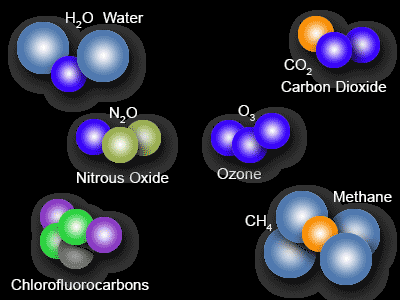 H₂O Water
CO₂
Carbon Dioxide
N₂O
Nitrous Oxide
O₃
Ozone
Methane
CH₄
Chlorofluorocarbons